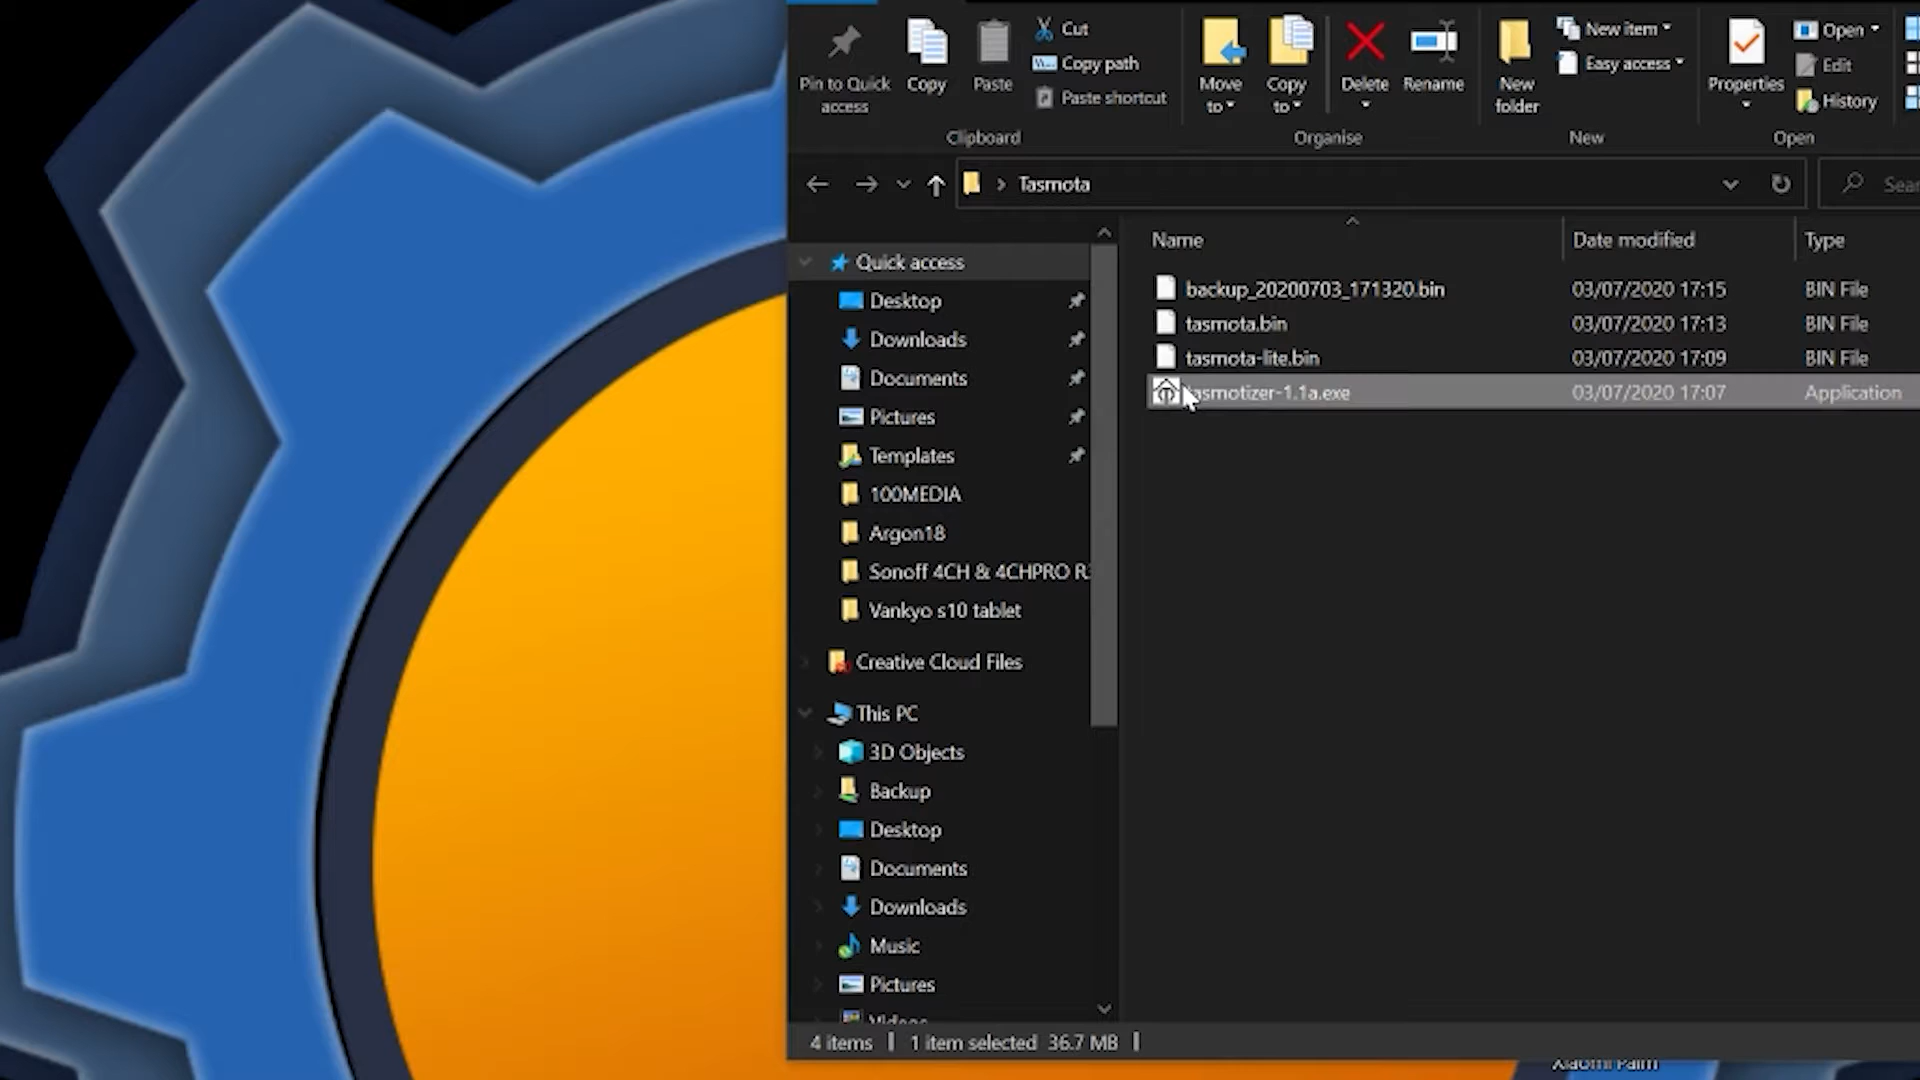 Pin to Quick access
Copy
Paste
Cut
Copy path
Paste shortcut
Clipboard
Move to
Copy to
Delete
Rename
Organise
New folder
New item
Easy access
New
Properties
Open
Edit
History
Open
Tasmota
Name
Date modified
Type
backup_20200703_171320.bin 03/07/2020 17:15 BIN File
tasmota.bin 03/07/2020 17:13 BIN File
tasmota-lite.bin 03/07/2020 17:09 BIN File
asmotizer-1.1a.exe 03/07/2020 17:07 Application
Quick access
Desktop
Downloads
Documents
Pictures
Templates
100MEDIA
Argon18
Sonoff 4CH & 4CHPRO R
Vankyo s10 tablet
Creative Cloud Files
This PC
3D Objects
Backup
Desktop
Documents
Downloads
Music
Pictures
Videos
4 items 1 item selected 36.7 MB